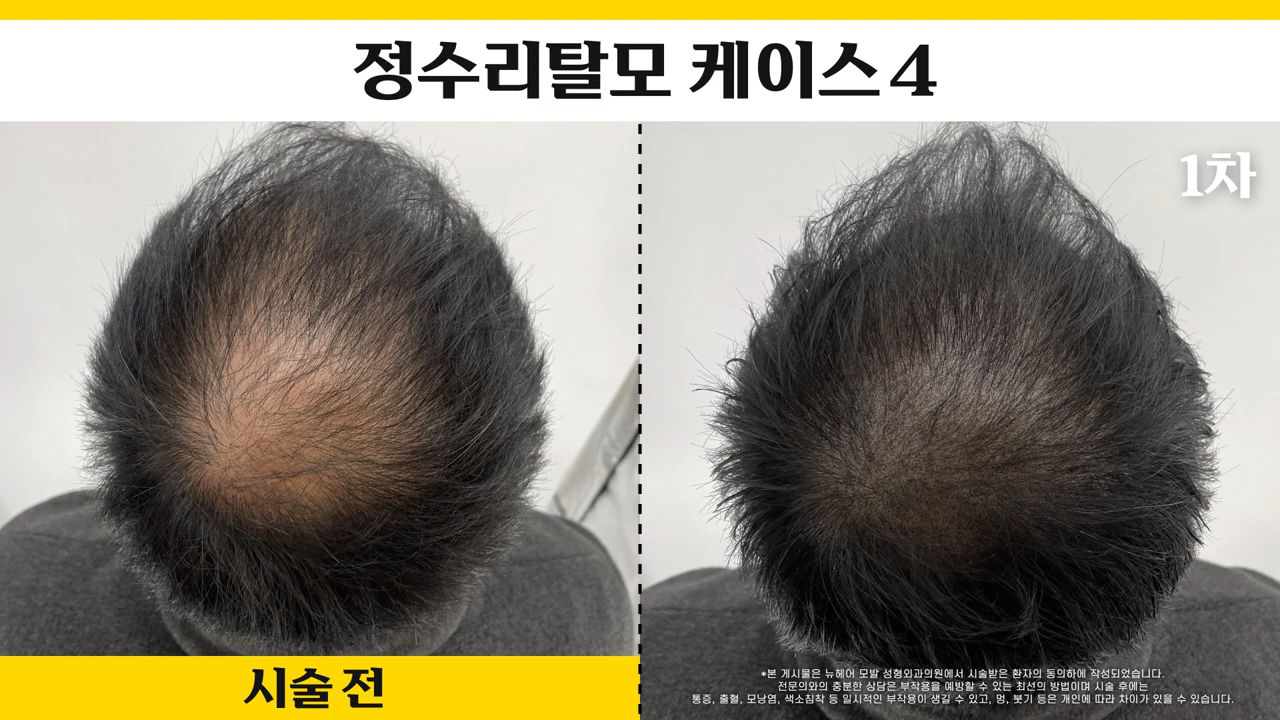 정수리탈모 케이스4
1차
시술 전
*본 게시물은 뉴헤어 모발 성형외과의원에서 시술받은 환자의 동의하에 작성되었습니다.
전문의와의 충분한 상담은 부작용을 예방할 수 있는 최선의 방법이며 시술 후에는
통증, 출혈, 모낭염, 색소침착 등 일시적인 부작용이 생길 수 있고, 멍, 붓기 등은 개인에 따라 차이가 있을 수 있습니다.